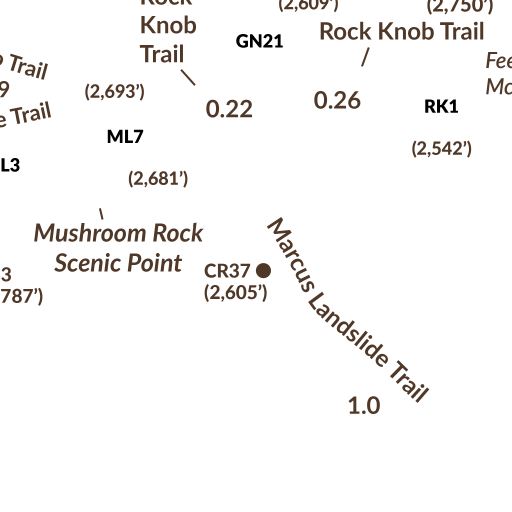 Rock
Knob
Trail
(2,609’)
(2,750’)
Rock Knob Trail
GN21
Trail
9
e Trail
(2,693’)
0.22
0.26
RK1
Fee
Mc
ML7
(2,542’)
L3
(2,681’)
Mushroom Rock
Scenic Point
3
787’)
CR37
(2,605’)
Marcus Landslide Trail
1.0